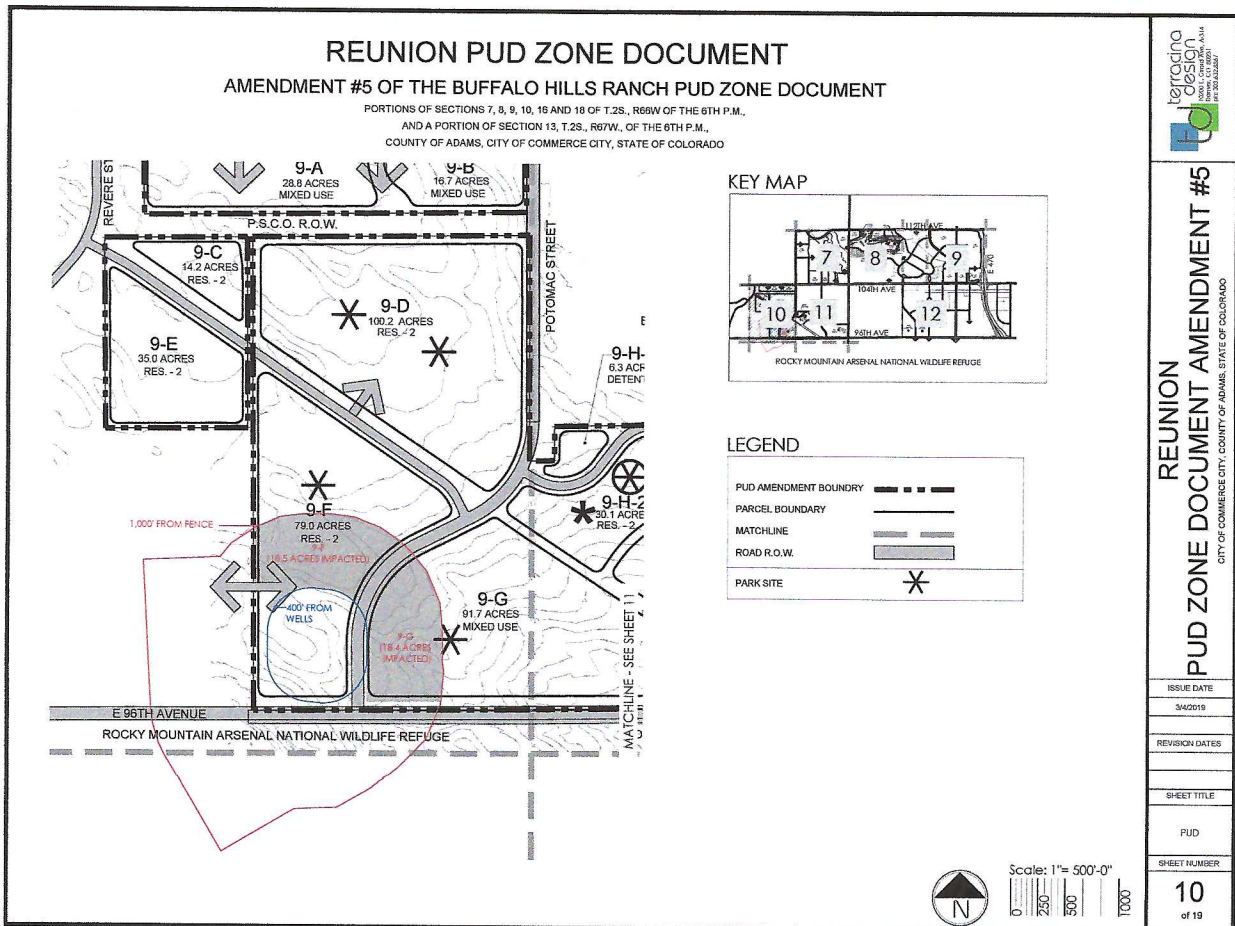 REUNION PUD ZONE DOCUMENT
AMENDMENT #5 OF THE BUFFALO HILLS RANCH PUD ZONE DOCUMENT
PORTIONS OF SECTIONS 7, 8, 9, 10, 16 AND 18 OF T.2S., R66W OF THE 6TH P.M.,
AND A PORTION OF SECTION 13, T.2S., R67W., OF THE 6TH P.M.,
COUNTY OF ADAMS, CITY OF COMMERCE CITY, STATE OF COLORADO
REVERE ST
9-A
28.8 ACRES
MIXED USE
9-B
16.7 ACRES
MIXED USE
P.S.C.O. R.O.W.
POTOMAC STREET
9-C
14.2 ACRES
RES. - 2
9-D
100.2 ACRES
RES. - 2
9-E
35.0 ACRES
RES. - 2
9-H-
6.3 ACR
DETENT
9-F
79.0 ACRES
RES. - 2
9-F
(18.5 ACRES IMPACTED)
9-H-2
30.1 ACRE
RES. - 2
1,000' FROM FENCE
400' FROM
WELLS
9-G
91.7 ACRES
MIXED USE
9-G
(18.4 ACRES
IMPACTED)
MATCHLINE - SEE SHEET 11
E 96TH AVENUE
ROCKY MOUNTAIN ARSENAL NATIONAL WILDLIFE REFUGE
KEY MAP
112TH AVE
7
8
9
E 470
104TH AVE
10
11
12
96TH AVE
ROCKY MOUNTAIN ARSENAL NATIONAL WILDLIFE REFUGE
LEGEND
PUD AMENDMENT BOUNDRY
PARCEL BOUNDARY
MATCHLINE
ROAD R.O.W.
PARK SITE
N
Scale: 1"= 500'-0"
0
250
500
1000
td
terracina
design
REUNION
PUD ZONE DOCUMENT AMENDMENT #5
CITY OF COMMERCE CITY, COUNTY OF ADAMS, STATE OF COLORADO
ISSUE DATE
3/4/2019
REVISION DATES
SHEET TITLE
PUD
SHEET NUMBER
10
of 19